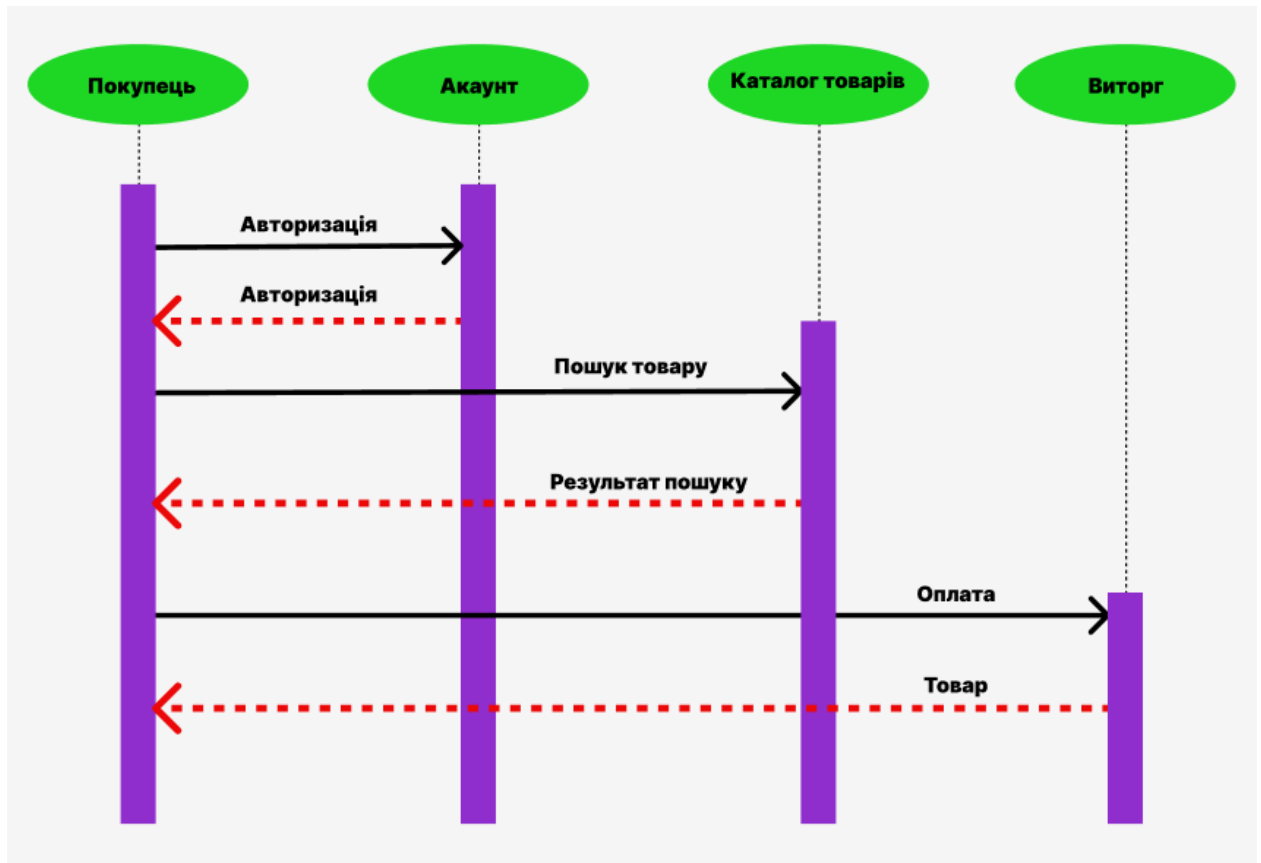 Покупець
Акаунт
Каталог товарів
Виторг
Авторизація
Авторизація
Пошук товару
Результат пошуку
Оплата
Товар